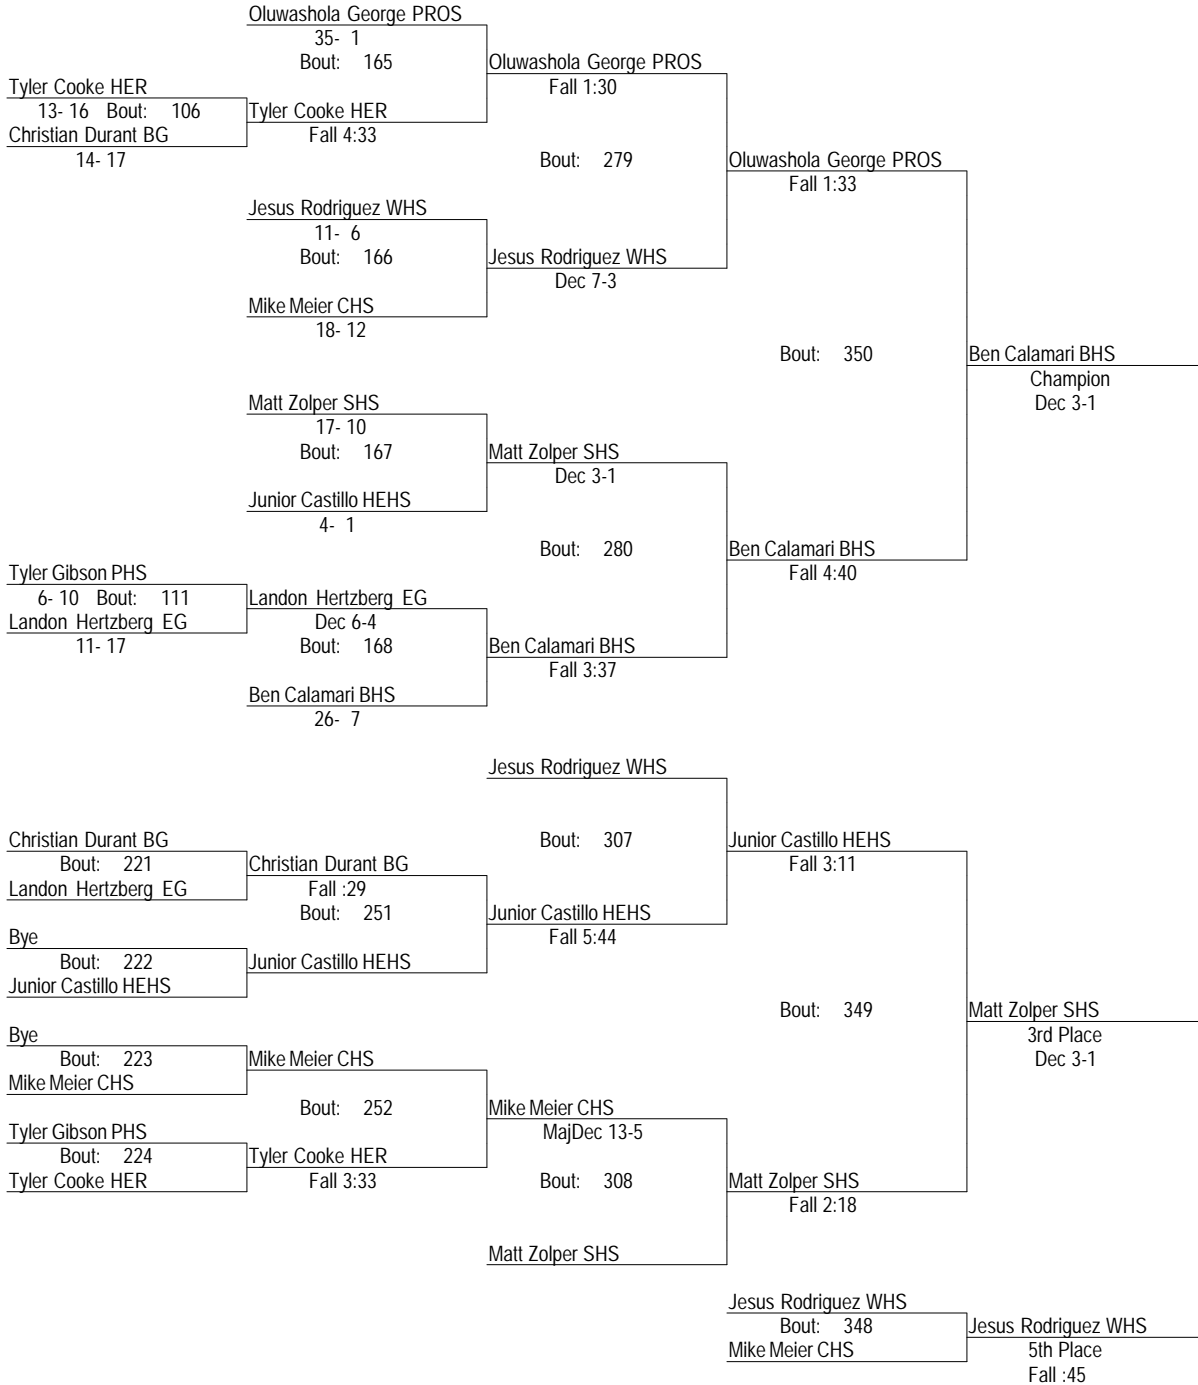 Oluwashola George PROS
35- 1
Bout: 165
Oluwashola George PROS
Fall 1:30
Tyler Cooke HER
13- 16 Bout: 106
Tyler Cooke HER
Christian Durant BG
Fall 4:33
14- 17
Bout: 279
Oluwashola George PROS
Fall 1:33
Jesus Rodriguez WHS
11- 6
Bout: 166
Jesus Rodriguez WHS
Dec 7-3
Mike Meier CHS
18- 12
Bout: 350
Ben Calamari BHS
Champion
Dec 3-1
Matt Zolper SHS
17- 10
Bout: 167
Matt Zolper SHS
Dec 3-1
Junior Castillo HEHS
4- 1
Bout: 280
Ben Calamari BHS
Fall 4:40
Tyler Gibson PHS
6- 10 Bout: 111
Landon Hertzberg EG
Landon Hertzberg EG
Dec 6-4
11- 17
Bout: 168
Ben Calamari BHS
Fall 3:37
Ben Calamari BHS
26- 7
Jesus Rodriguez WHS
Bout: 307
Junior Castillo HEHS
Fall 3:11
Christian Durant BG
Bout: 221
Christian Durant BG
Landon Hertzberg EG
Fall :29
Bout: 251
Junior Castillo HEHS
Fall 5:44
Bye
Bout: 222
Junior Castillo HEHS
Junior Castillo HEHS
Bout: 349
Matt Zolper SHS
3rd Place
Dec 3-1
Bye
Bout: 223
Mike Meier CHS
Mike Meier CHS
Bout: 252
Mike Meier CHS
MajDec 13-5
Tyler Gibson PHS
Bout: 224
Tyler Cooke HER
Tyler Cooke HER
Fall 3:33
Bout: 308
Matt Zolper SHS
Fall 2:18
Matt Zolper SHS
Jesus Rodriguez WHS
Bout: 348
Jesus Rodriguez WHS
Mike Meier CHS
5th Place
Fall :45